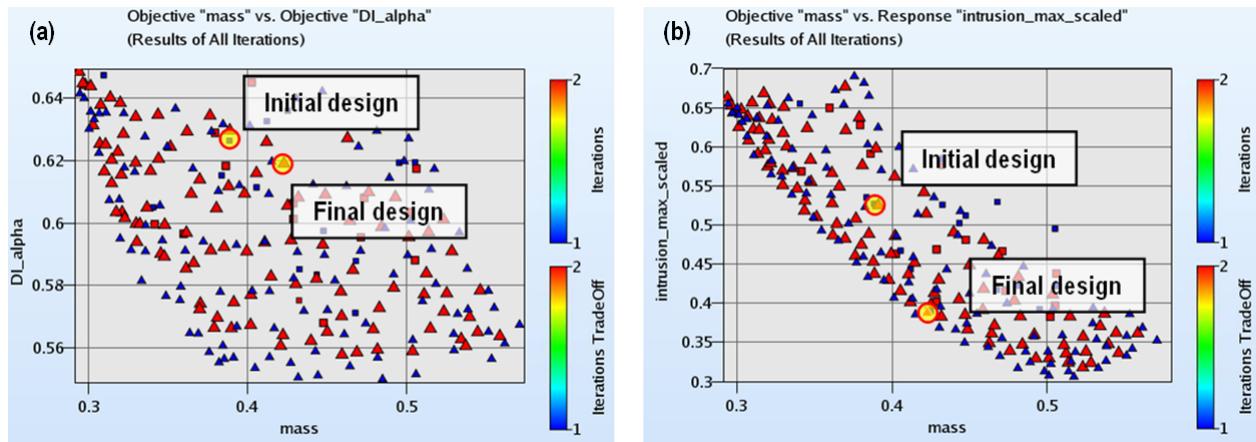 (a)
Objective "mass" vs. Objective "DI_alpha"
(Results of All Iterations)
DI_alpha
0.64
0.62
0.6
0.58
0.56
0.3
0.4
0.5
mass
Initial design
Final design
2
Iterations
1
2
Iterations TradeOff
1
(b)
Objective "mass" vs. Response "intrusion_max_scaled"
(Results of All Iterations)
intrusion_max_scaled
0.7
0.65
0.6
0.55
0.5
0.45
0.4
0.35
0.3
0.3
0.4
0.5
mass
Initial design
Final design
2
Iterations
1
2
Iterations TradeOff
1